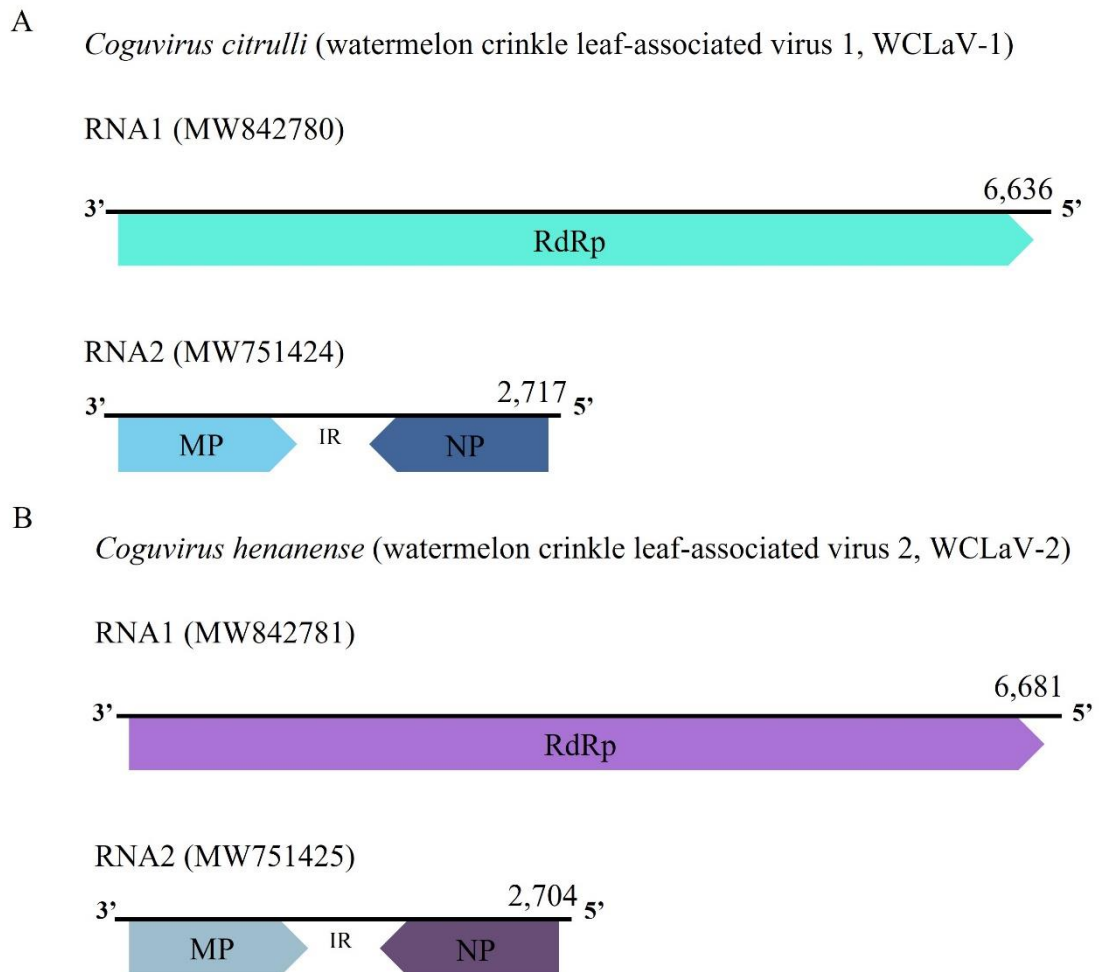 A
Coguvirus citrulli (watermelon crinkle leaf-associated virus 1, WCLaV-1)
RNA1 (MW842780)
6,636
3’ 5’
RdRp
RNA2 (MW751424)
2,717
3’ 5’
MP IR NP
B
Coguvirus henanense (watermelon crinkle leaf-associated virus 2, WCLaV-2)
RNA1 (MW842781)
6,681
3’ 5’
RdRp
RNA2 (MW751425)
2,704
3’ 5’
MP IR NP